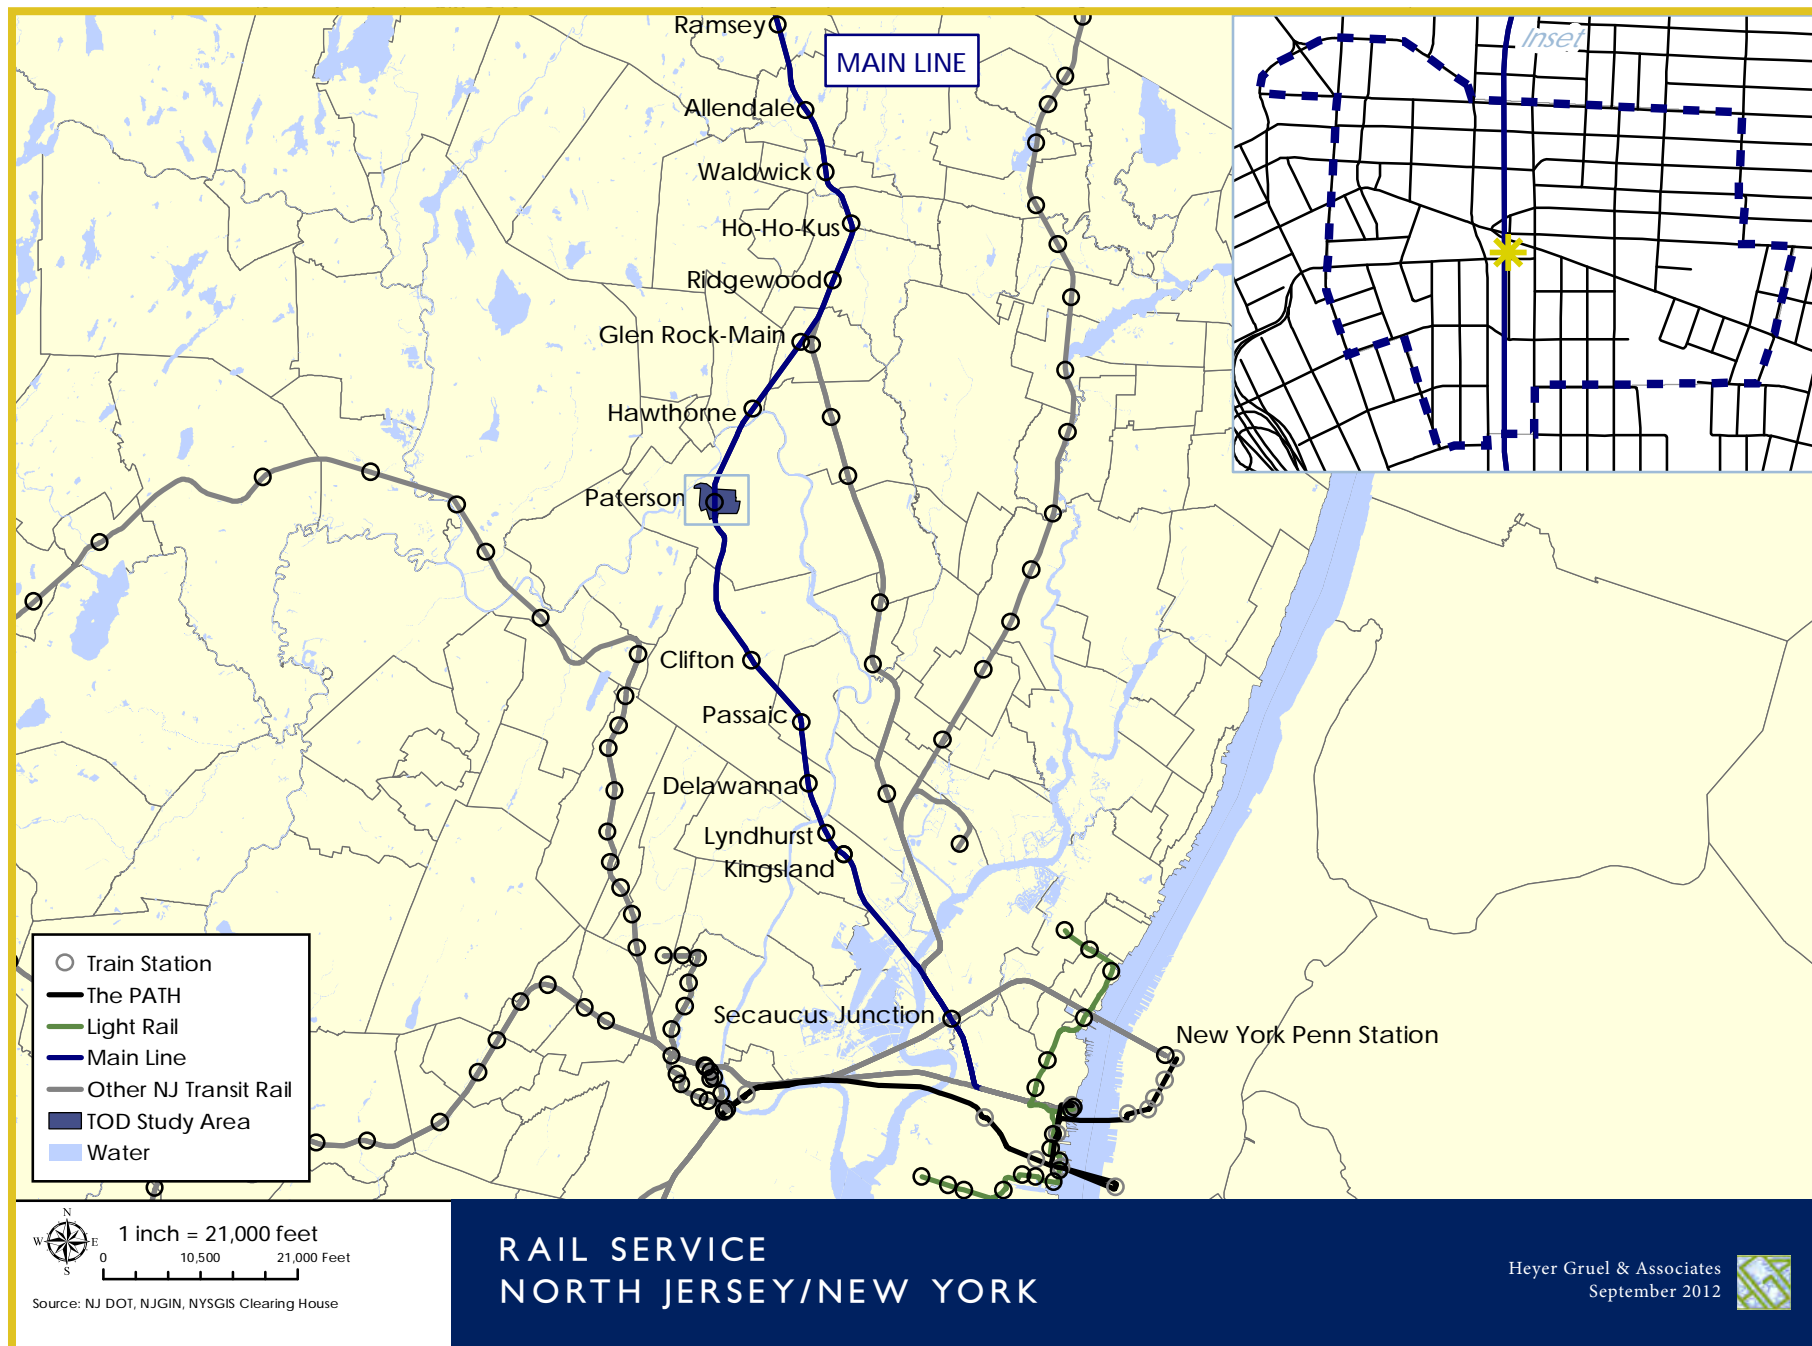 Ramsey
MAIN LINE
Inset
Allendale
Waldwick
Ho-Ho-Kus
Ridgewood
Glen Rock-Main
Hawthorne
Paterson
Clifton
Passaic
Delawanna
Lyndhurst
Kingsland
Secaucus Junction
New York Penn Station
Train Station
The PATH
Light Rail
Main Line
Other NJ Transit Rail
TOD Study Area
Water
N
W E
S
1 inch = 21,000 feet
0 10,500 21,000 Feet
Source: NJ DOT, NJGIN, NYSGIS Clearing House
RAIL SERVICE
NORTH JERSEY/NEW YORK
Heyer Gruel & Associates
September 2012